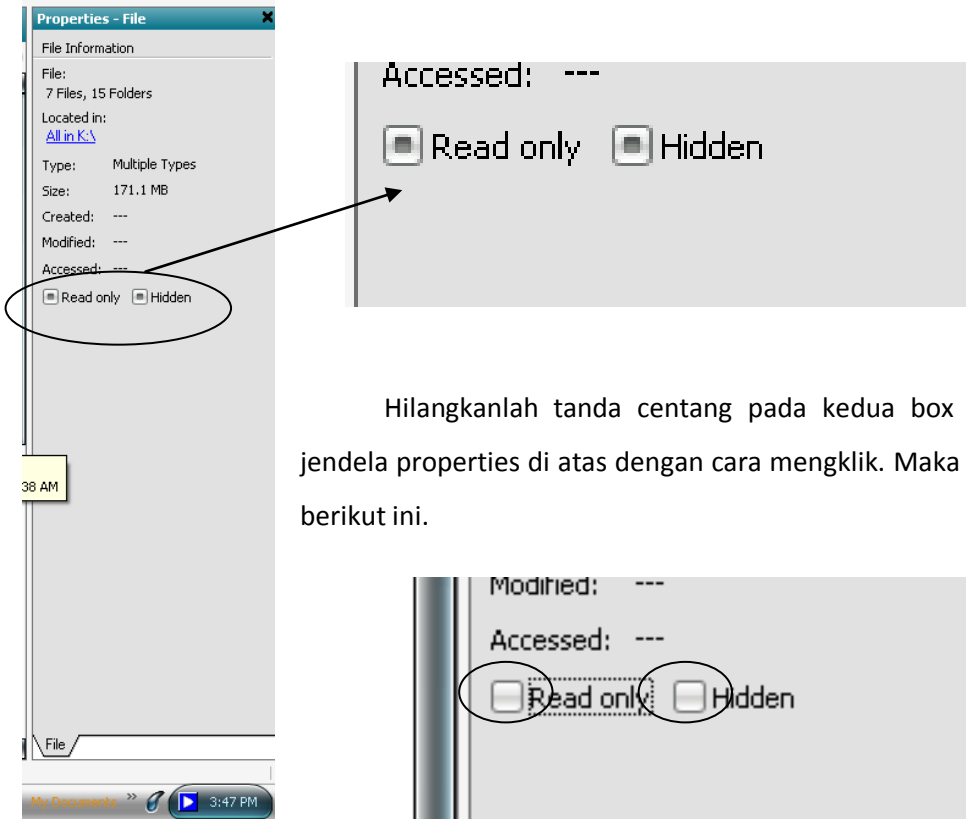 Properties - File
File Information
File:
7 Files, 15 Folders
Located in:
All in K:\
Type: Multiple Types
Size: 171.1 MB
Created: ---
Modified: ---
Accessed: ---
Read only Hidden
38 AM
File
My Documents » 3:47 PM
Accessed: ---
Read only Hidden
Hilangkanlah tanda centang pada kedua box
jendela properties di atas dengan cara mengklik. Maka
berikut ini.
Modified: ---
Accessed: ---
Read only Hidden